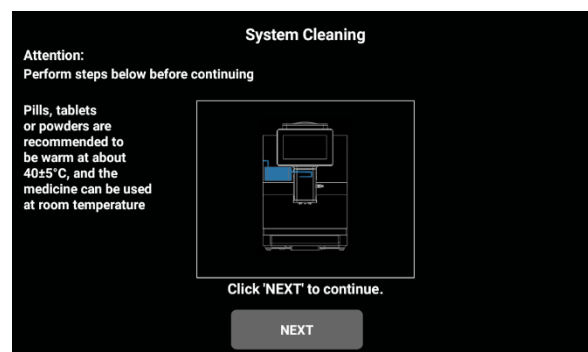 System Cleaning
Attention:
Perform steps below before continuing
Pills, tablets
or powders are
recommended to
be warm at about
40±5°C, and the
medicine can be used
at room temperature
Click 'NEXT' to continue.
NEXT